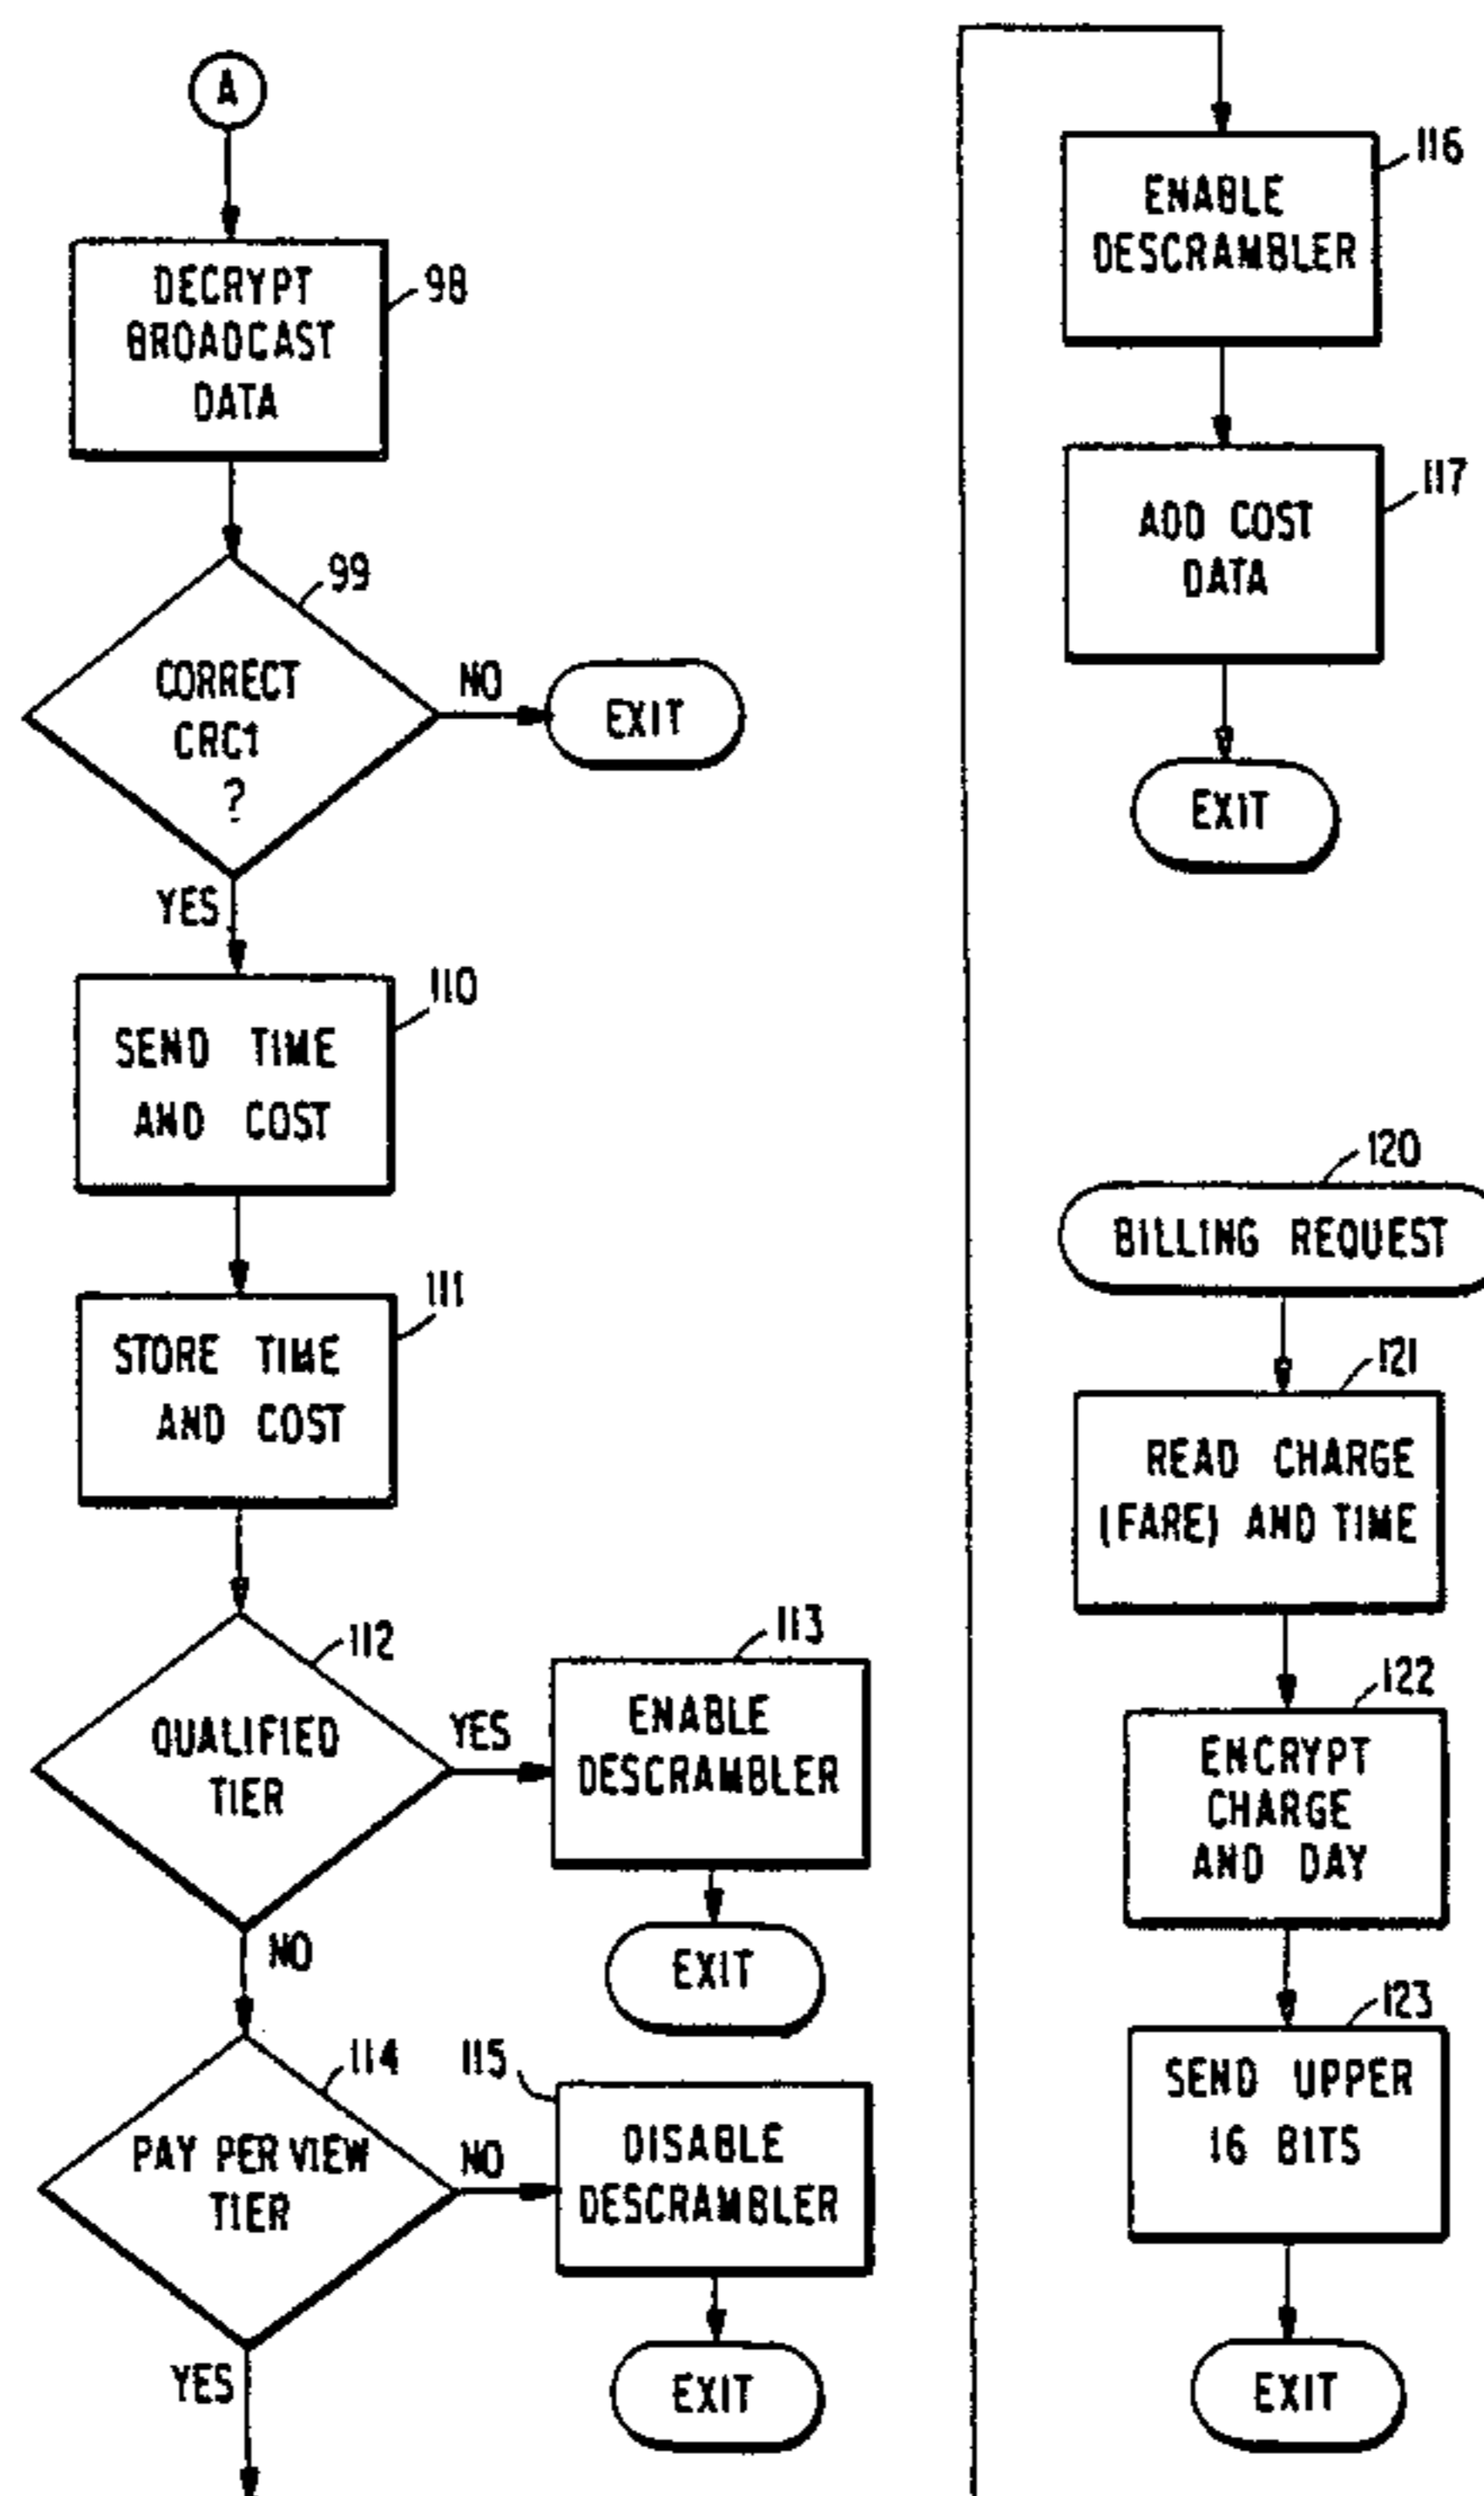 A
DECRYPT
BROADCAST
DATA
98
CORRECT
CRC1
?
99
NO
EXIT
YES
SEND TIME
AND COST
110
STORE TIME
AND COST
111
QUALIFIED
TIER
112
YES
ENABLE
DESCRAMBLER
113
EXIT
NO
PAY PER VIEW
TIER
114
NO
DISABLE
DESCRAMBLER
115
EXIT
YES
ENABLE
DESCRAMBLER
116
ADD COST
DATA
117
EXIT
120
BILLING REQUEST
121
READ CHARGE
(FARE) AND TIME
122
ENCRYPT
CHARGE
AND DAY
123
SEND UPPER
16 BITS
EXIT